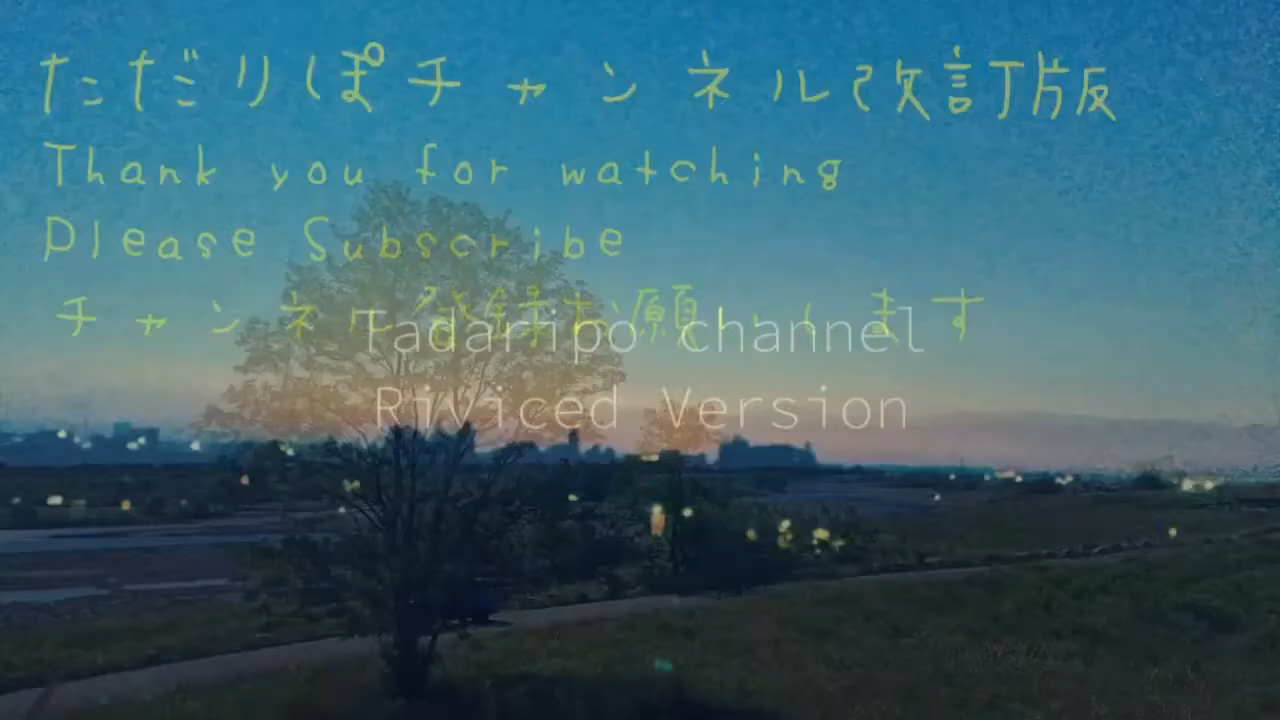 ただりぽチャンネル改訂版
Thank you for watching
Please Subscribe
チャンネル登録お願いします
Tadaripo channel
Riviced Version